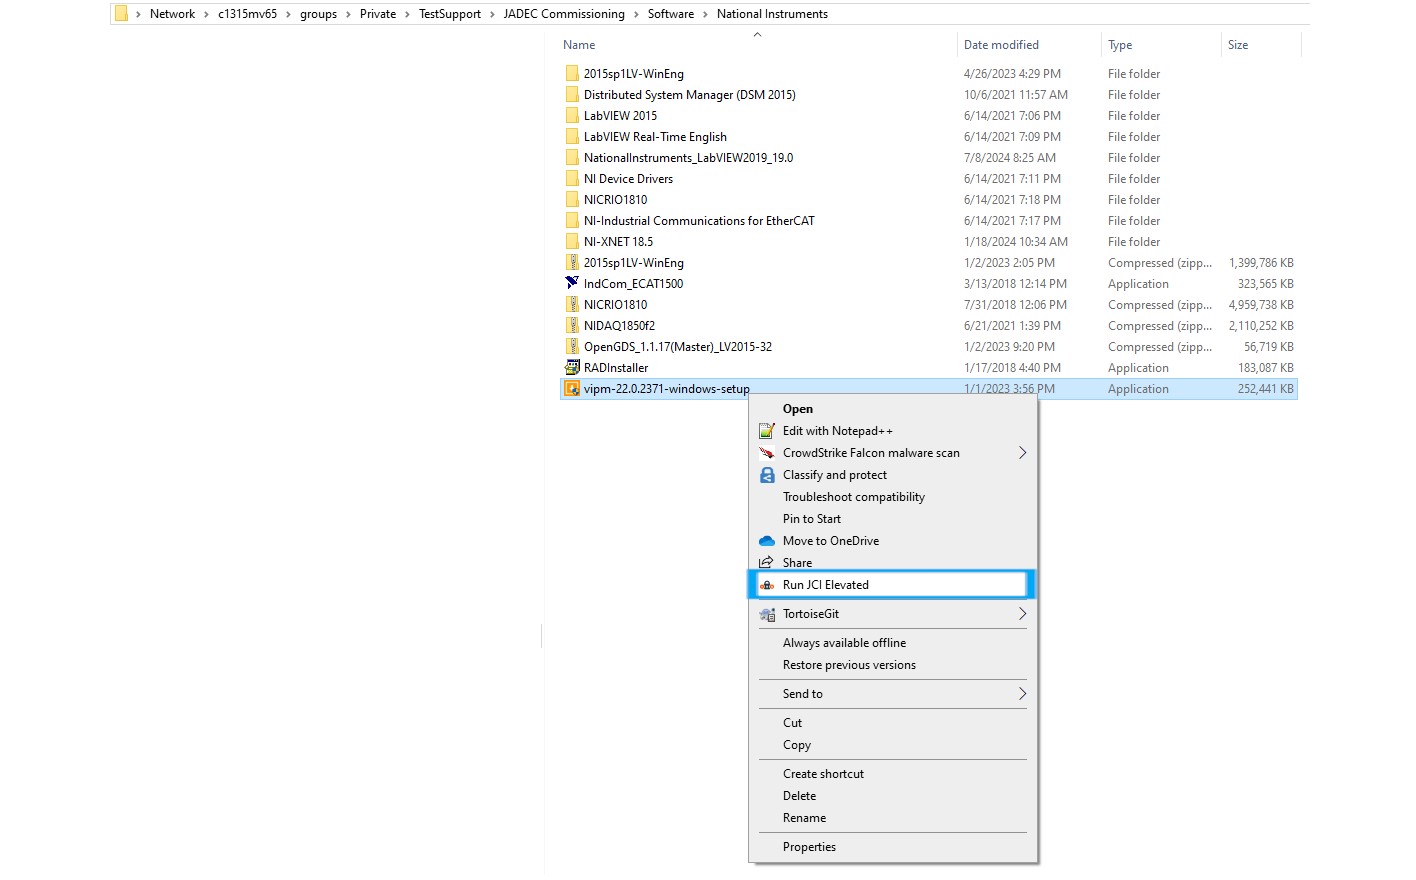 Network > c1315mv65 > groups > Private > TestSupport > JADEC Commissioning > Software > National Instruments
Name Date modified Type Size
2015sp1LV-WinEng 4/26/2023 4:29 PM File folder
Distributed System Manager (DSM 2015) 10/6/2021 11:57 AM File folder
LabVIEW 2015 6/14/2021 7:06 PM File folder
LabVIEW Real-Time English 6/14/2021 7:09 PM File folder
NationalInstruments_LabVIEW2019_19.0 7/8/2024 8:25 AM File folder
NI Device Drivers 6/14/2021 7:11 PM File folder
NICRIO1810 6/14/2021 7:18 PM File folder
NI-Industrial Communications for EtherCAT 6/14/2021 7:17 PM File folder
NI-XNET 18.5 1/18/2024 10:34 AM File folder
2015sp1LV-WinEng 1/2/2023 2:05 PM Compressed (zipp... 1,399,786 KB
IndCom_ECAT1500 3/13/2018 12:14 PM Application 323,565 KB
NICRIO1810 7/31/2018 12:06 PM Compressed (zipp... 4,959,738 KB
NIDAQ1850f2 6/21/2021 1:39 PM Compressed (zipp... 2,110,252 KB
OpenGDS_1.1.17(Master)_LV2015-32 1/2/2023 9:20 PM Compressed (zipp... 56,719 KB
RADInstaller 1/17/2018 4:40 PM Application 183,087 KB
vipm-22.0.2371-windows-setup 1/1/2023 3:56 PM Application 252,441 KB
Open
Edit with Notepad++
CrowdStrike Falcon malware scan
Classify and protect
Troubleshoot compatibility
Pin to Start
Move to OneDrive
Share
Run JCI Elevated
TortoiseGit
Always available offline
Restore previous versions
Send to
Cut
Copy
Create shortcut
Delete
Rename
Properties